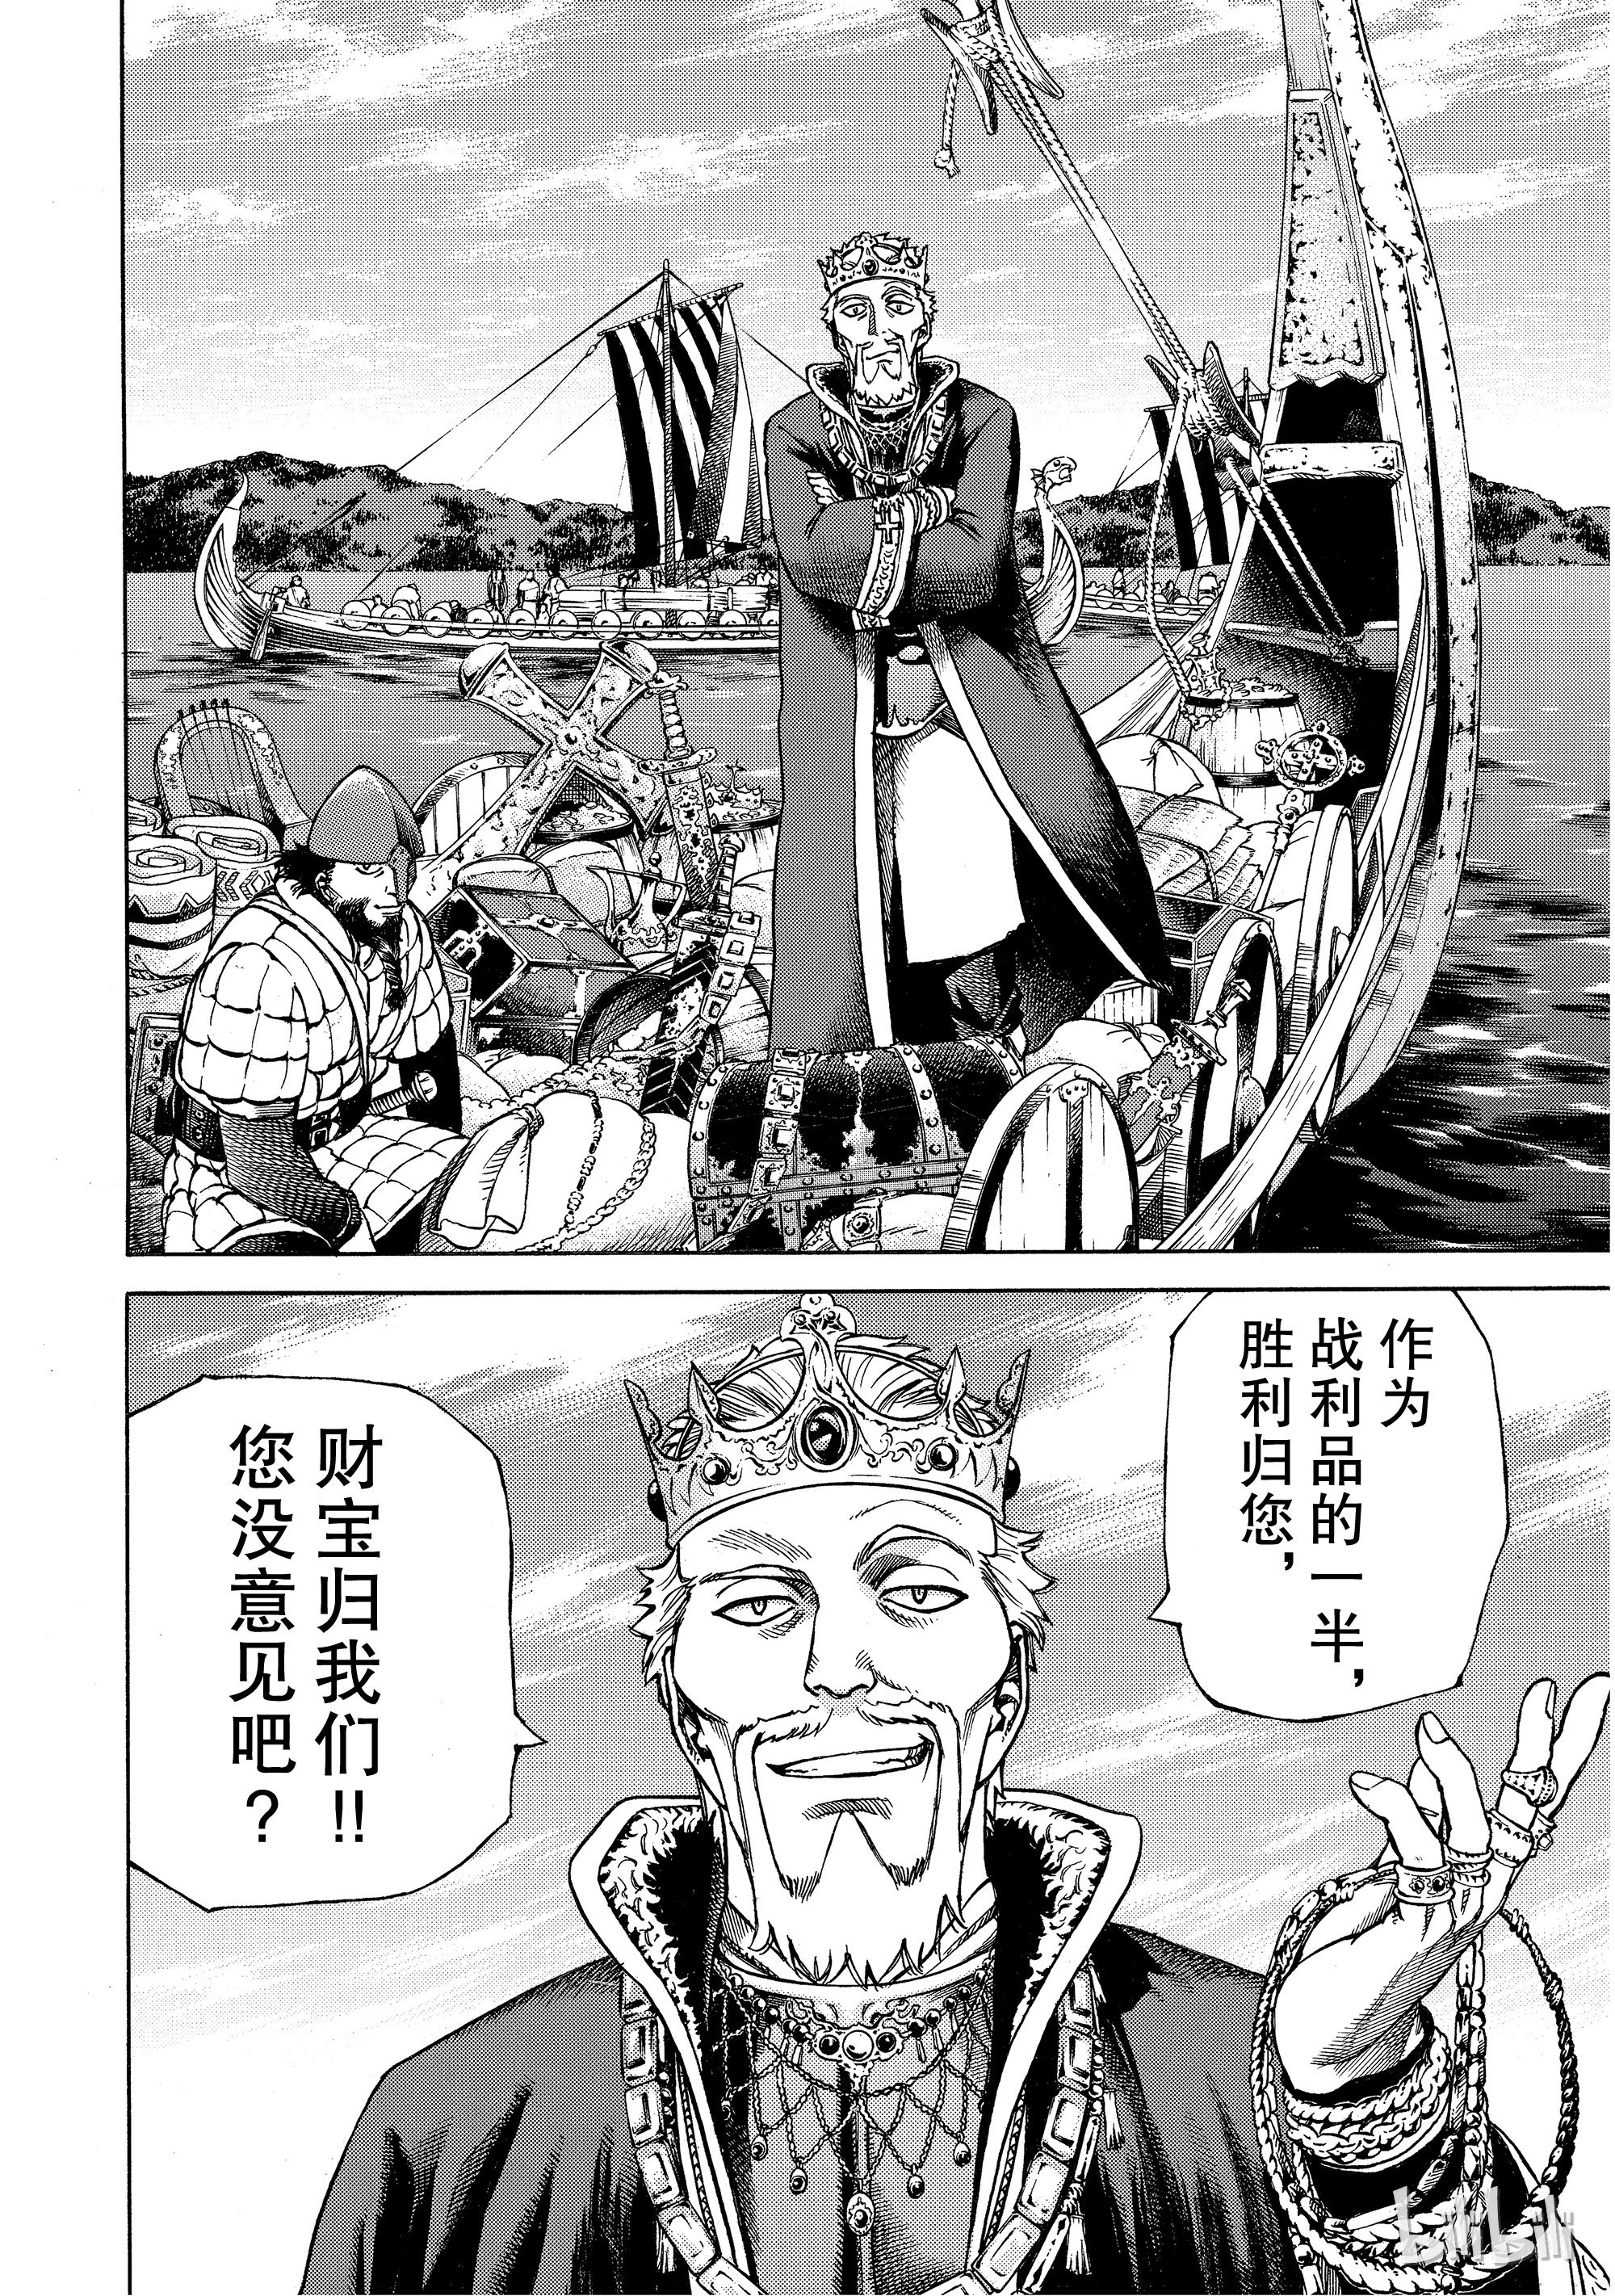 作为
战利品的一半，
胜利归您，
财宝归我们!!
您没意见吧？
bilibili